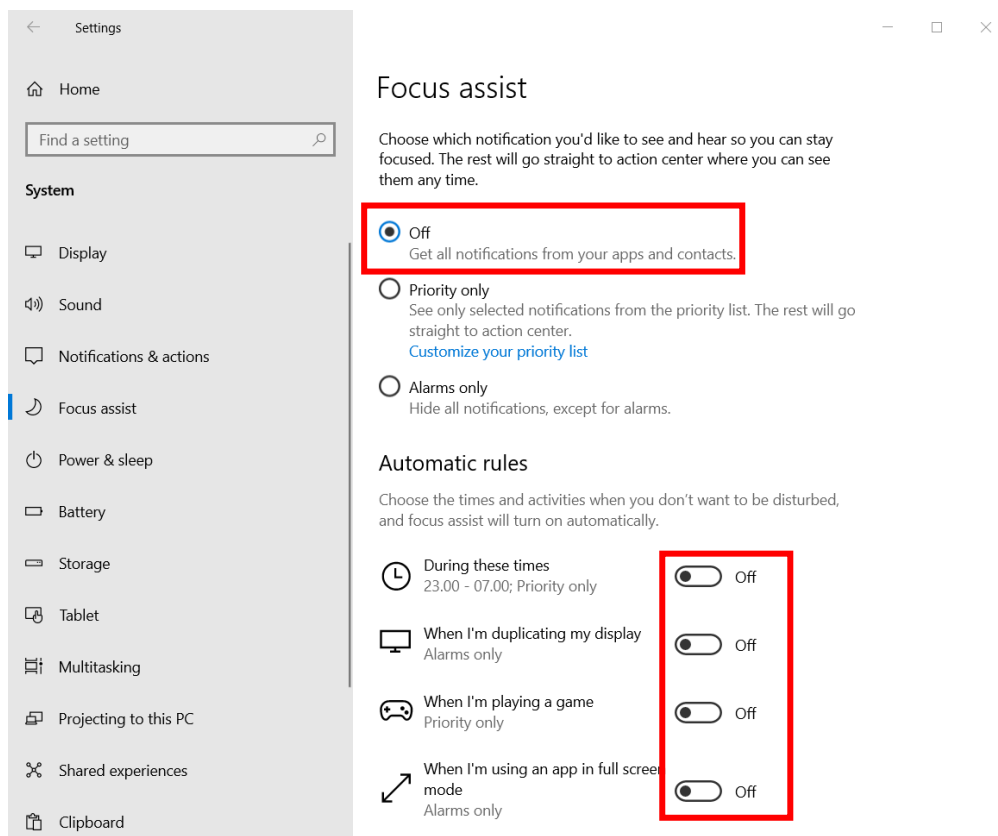 Settings
Home
Find a setting
System
Display
Sound
Notifications & actions
Focus assist
Power & sleep
Battery
Storage
Tablet
Multitasking
Projecting to this PC
Shared experiences
Clipboard
Focus assist
Choose which notification you'd like to see and hear so you can stay
focused. The rest will go straight to action center where you can see
them any time.
Off
Get all notifications from your apps and contacts.
Priority only
See only selected notifications from the priority list. The rest will go
straight to action center.
Customize your priority list
Alarms only
Hide all notifications, except for alarms.
Automatic rules
Choose the times and activities when you don't want to be disturbed,
and focus assist will turn on automatically.
During these times
23.00 - 07.00; Priority only
Off
When I'm duplicating my display
Alarms only
Off
When I'm playing a game
Priority only
Off
When I'm using an app in full screen
mode
Alarms only
Off